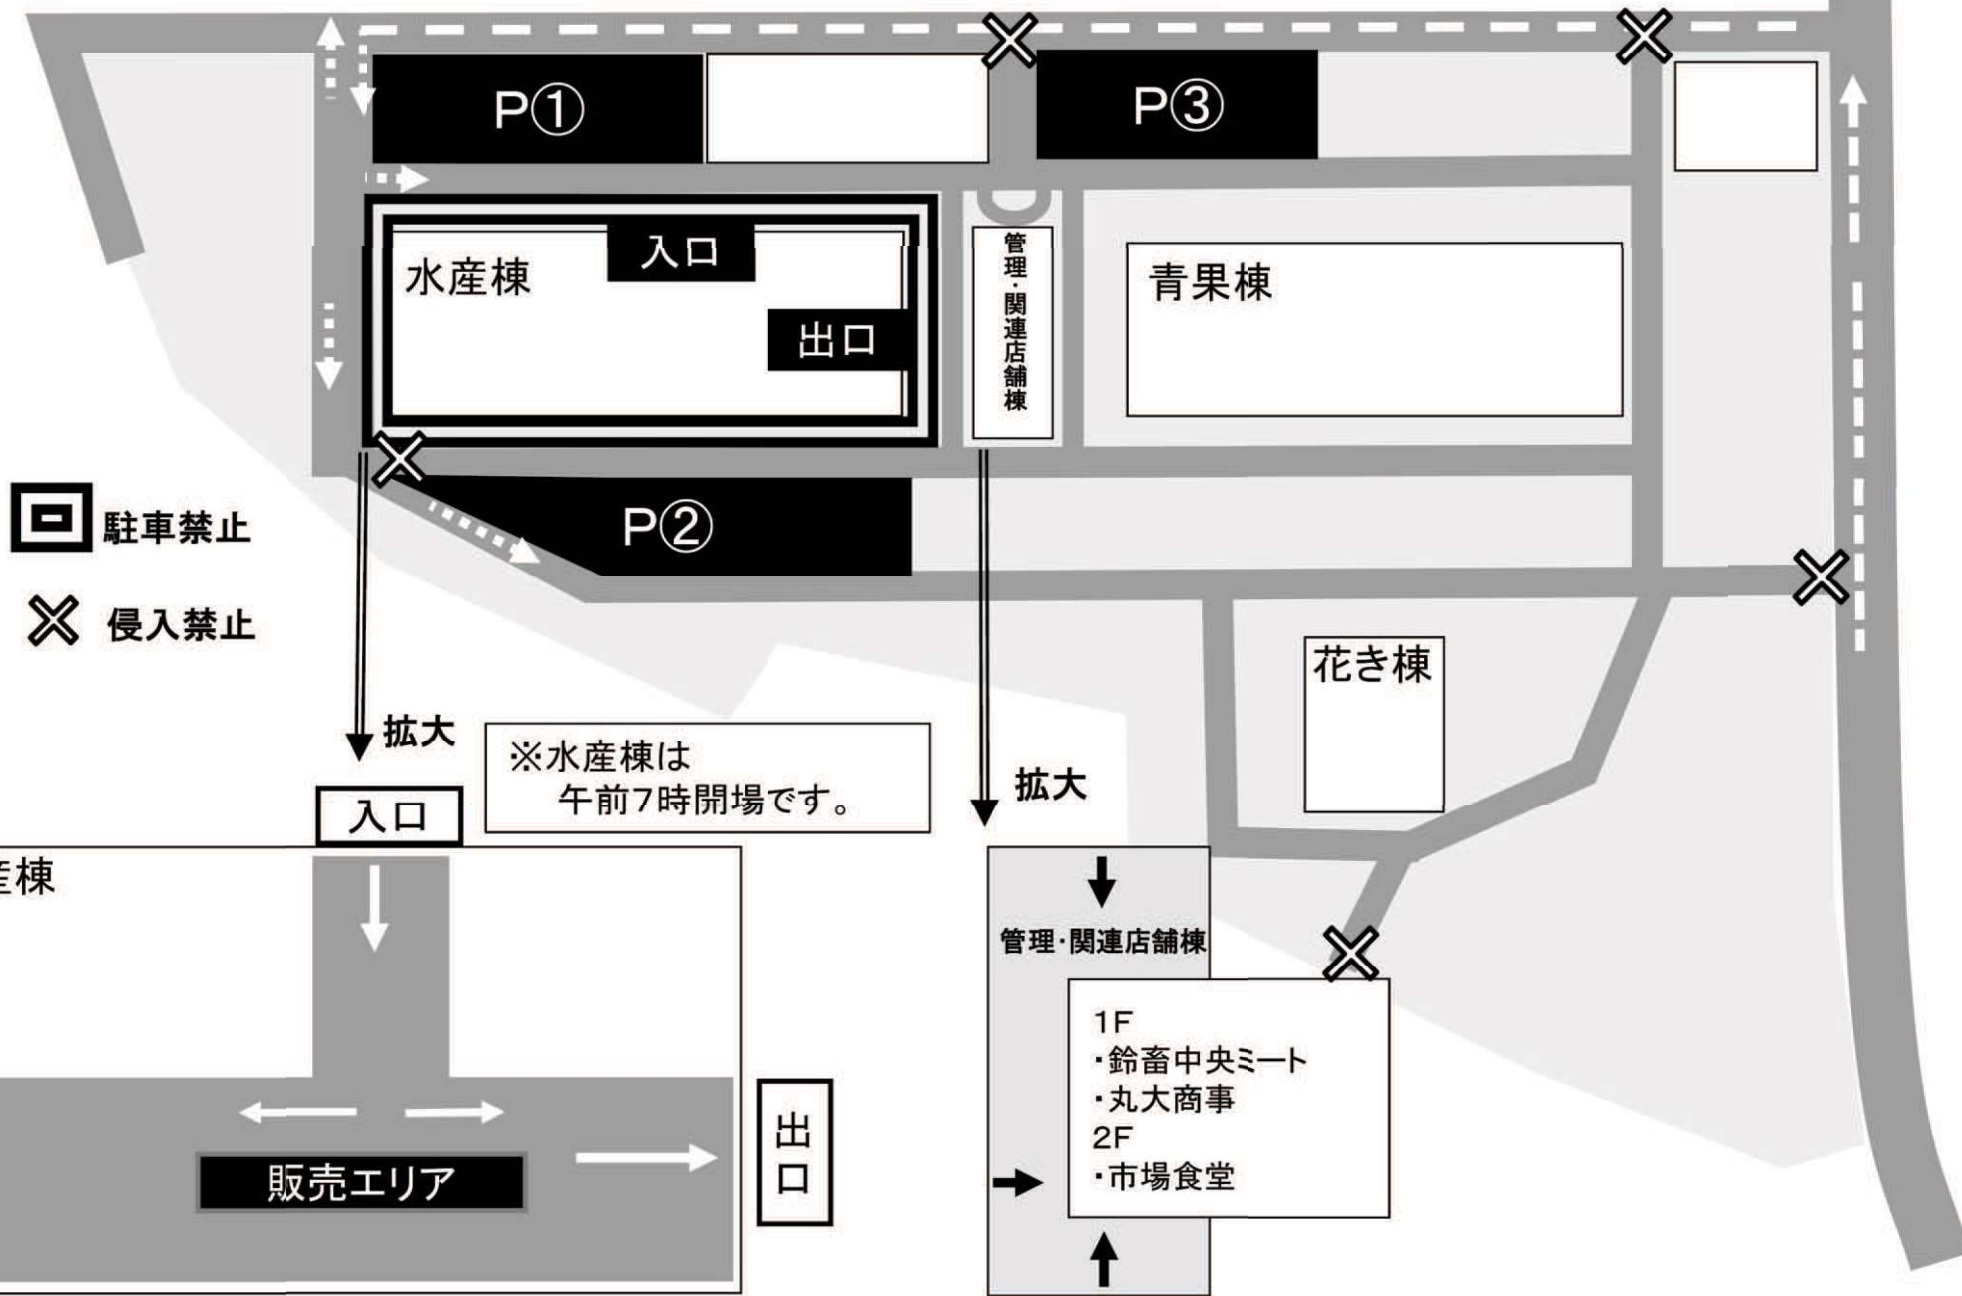 P①
P③
水産棟
入口
出口
管理・関連店舗棟
青果棟
P②
駐車禁止
侵入禁止
花き棟
拡大
※水産棟は
午前7時開場です。
拡大
入口
産棟
管理・関連店舗棟
1F
・鈴畜中央ミート
・丸大商事
2F
・市場食堂
出口
販売エリア